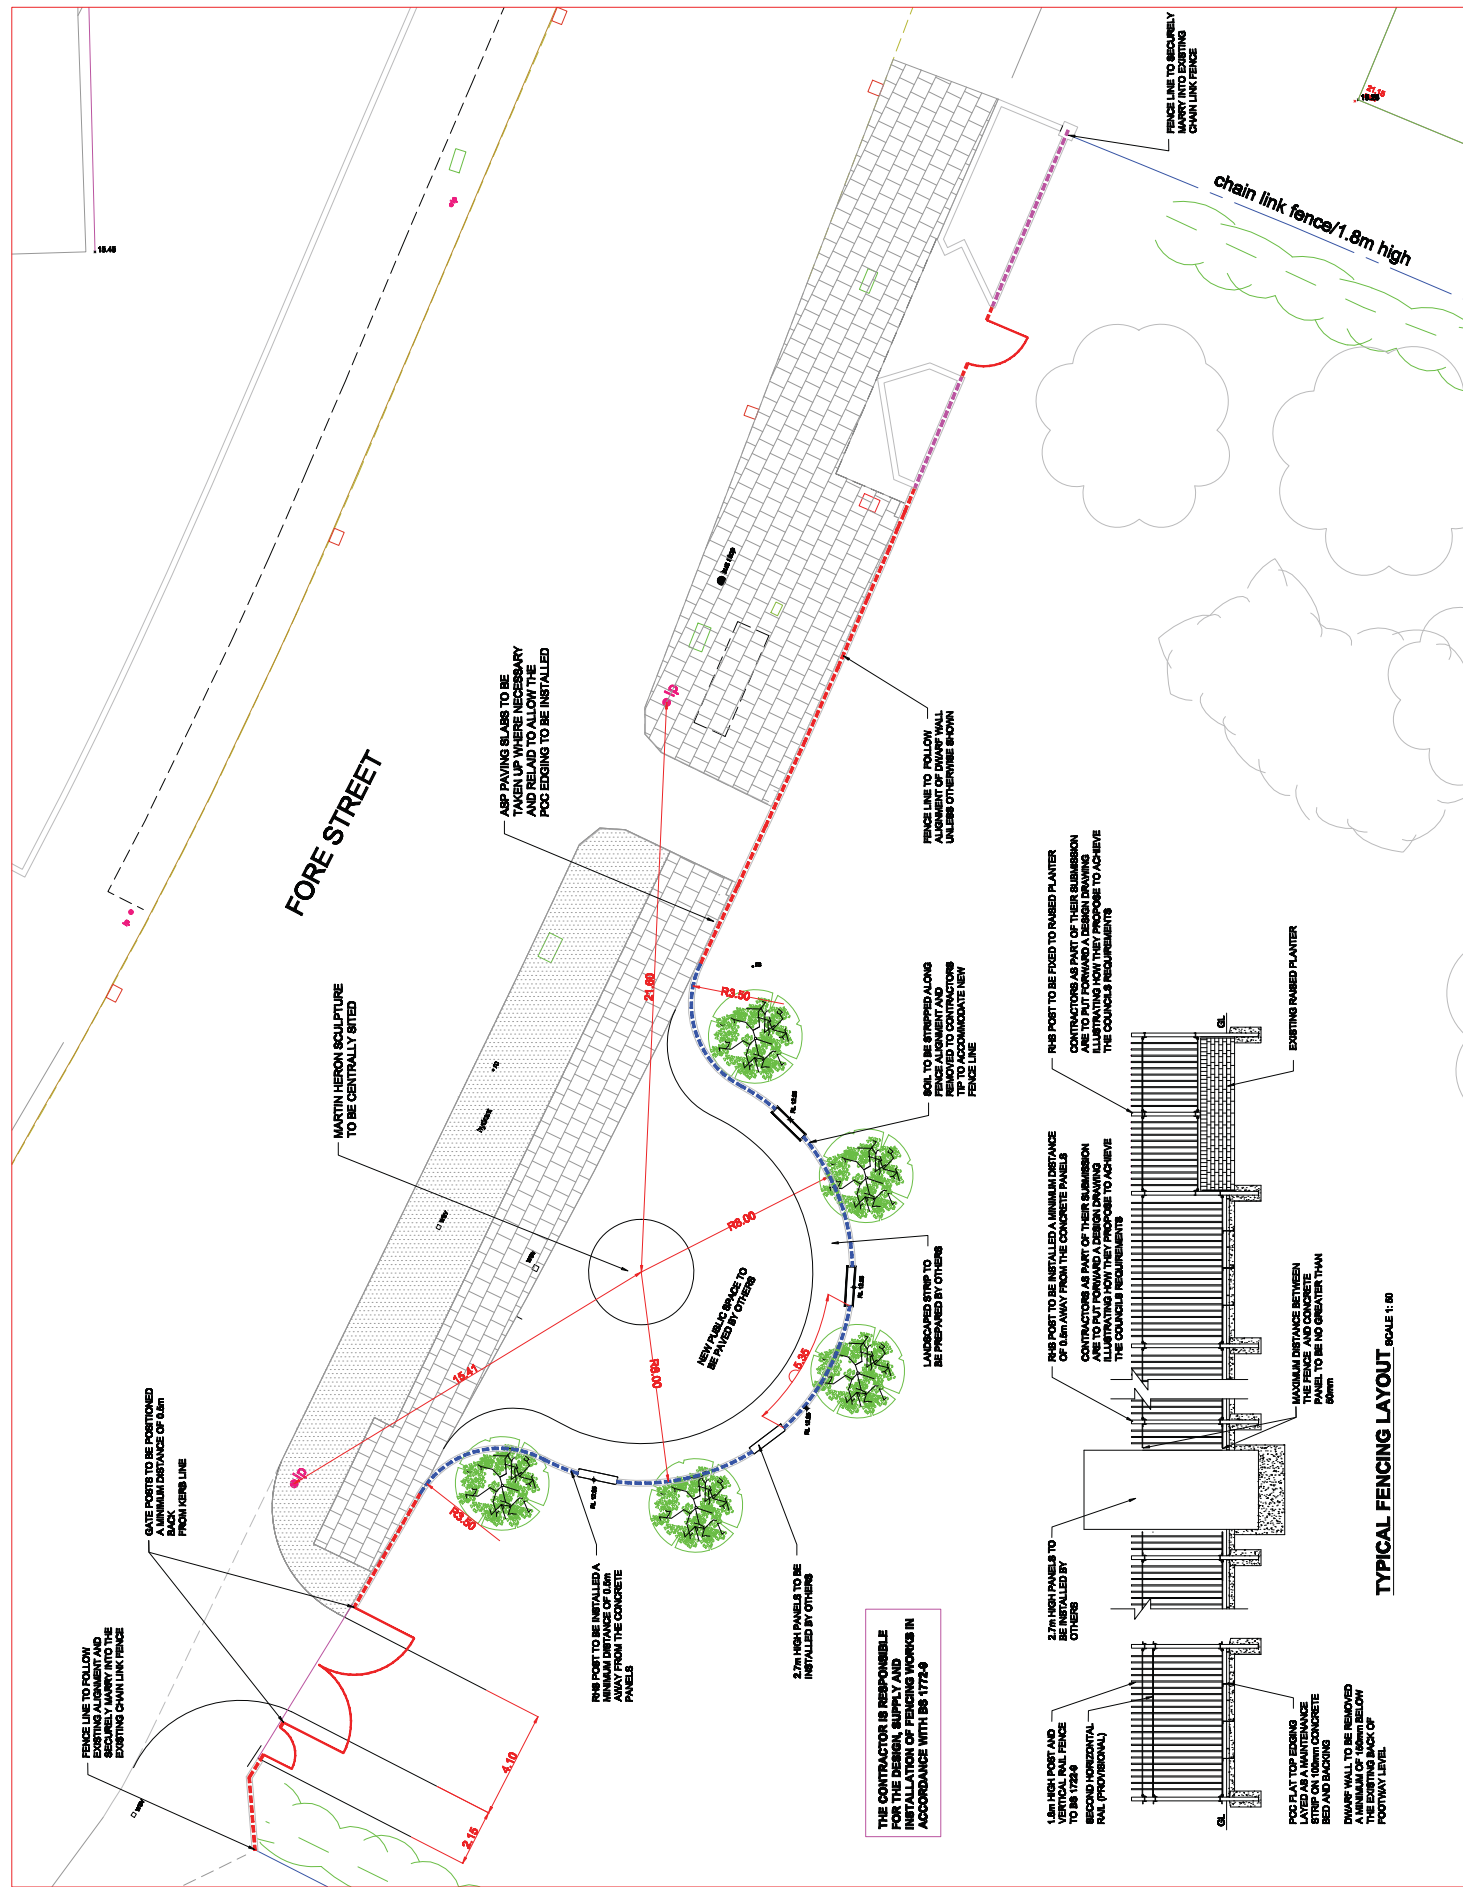 FORE STREET
FENCE LINE TO FOLLOW
EXISTING ALIGNMENT AND
SECURELY MARRY INTO THE
EXISTING CHAIN LINK FENCE
GATE POSTS TO BE POSITIONED
A MINIMUM DISTANCE OF 0.5m
BACK
FROM KERB LINE
MARTIN HERON SCULPTURE
TO BE CENTRALLY SITED
ASP PAVING SLABS TO BE
TAKEN UP WHERE NECESSARY
AND RELAID TO ALLOW THE
PCC EDGING TO BE INSTALLED
FENCE LINE TO SECURELY
MARRY INTO EXISTING
CHAIN LINK FENCE
chain link fence/1.8m high
15.45
21.15
bus stop
hydrant
e/p
e/p
21.60
15.41
R8.00
R8.00
R3.50
R3.50
5.35
4.10
2.15
NEW PUBLIC SPACE TO
BE PAVED BY OTHERS
FENCE LINE TO FOLLOW
ALIGNMENT OF DWARF WALL
UNLESS OTHERWISE SHOWN
SOIL TO BE STRIPPED ALONG
FENCE ALIGNMENT AND
REMOVED TO CONTRACTORS
TIP TO ACCOMMODATE NEW
FENCE LINE
LANDSCAPED STRIP TO
BE PREPARED BY OTHERS
2.7m HIGH PANELS TO BE
INSTALLED BY OTHERS
RHS POST TO BE INSTALLED A
MINIMUM DISTANCE OF 0.5m
AWAY FROM THE CONCRETE
PANELS
THE CONTRACTOR IS RESPONSIBLE
FOR THE DESIGN, SUPPLY AND
INSTALLATION OF FENCING WORKS IN
ACCORDANCE WITH BS 1772-9
1.8m HIGH POST AND
VERTICAL RAIL FENCE
TO BS 1722-9
SECOND HORIZONTAL
RAIL (PROVISIONAL)
2.7m HIGH PANELS TO
BE INSTALLED BY
OTHERS
RHS POST TO BE INSTALLED A MINIMUM DISTANCE
OF 0.5m AWAY FROM THE CONCRETE PANELS
CONTRACTORS AS PART OF THEIR SUBMISSION
ARE TO PUT FORWARD A DESIGN DRAWING
ILLUSTRATING HOW THEY PROPOSE TO ACHIEVE
THE COUNCILS REQUIREMENTS
RHS POST TO BE FIXED TO RAISED PLANTER
CONTRACTORS AS PART OF THEIR SUBMISSION
ARE TO PUT FORWARD A DESIGN DRAWING
ILLUSTRATING HOW THEY PROPOSE TO ACHIEVE
THE COUNCILS REQUIREMENTS
GL
GL
PCC FLAT TOP EDGING
LAYED AS A MAINTENANCE
STRIP ON 100mm CONCRETE
BED AND BACKING
DWARF WALL TO BE REMOVED
A MINIMUM OF 150mm BELOW
THE EXISTING BACK OF
FOOTWAY LEVEL
MAXIMUM DISTANCE BETWEEN
THE FENCE AND CONCRETE
PANEL TO BE NO GREATER THAN
50mm
EXISTING RAISED PLANTER
TYPICAL FENCING LAYOUT SCALE 1: 50